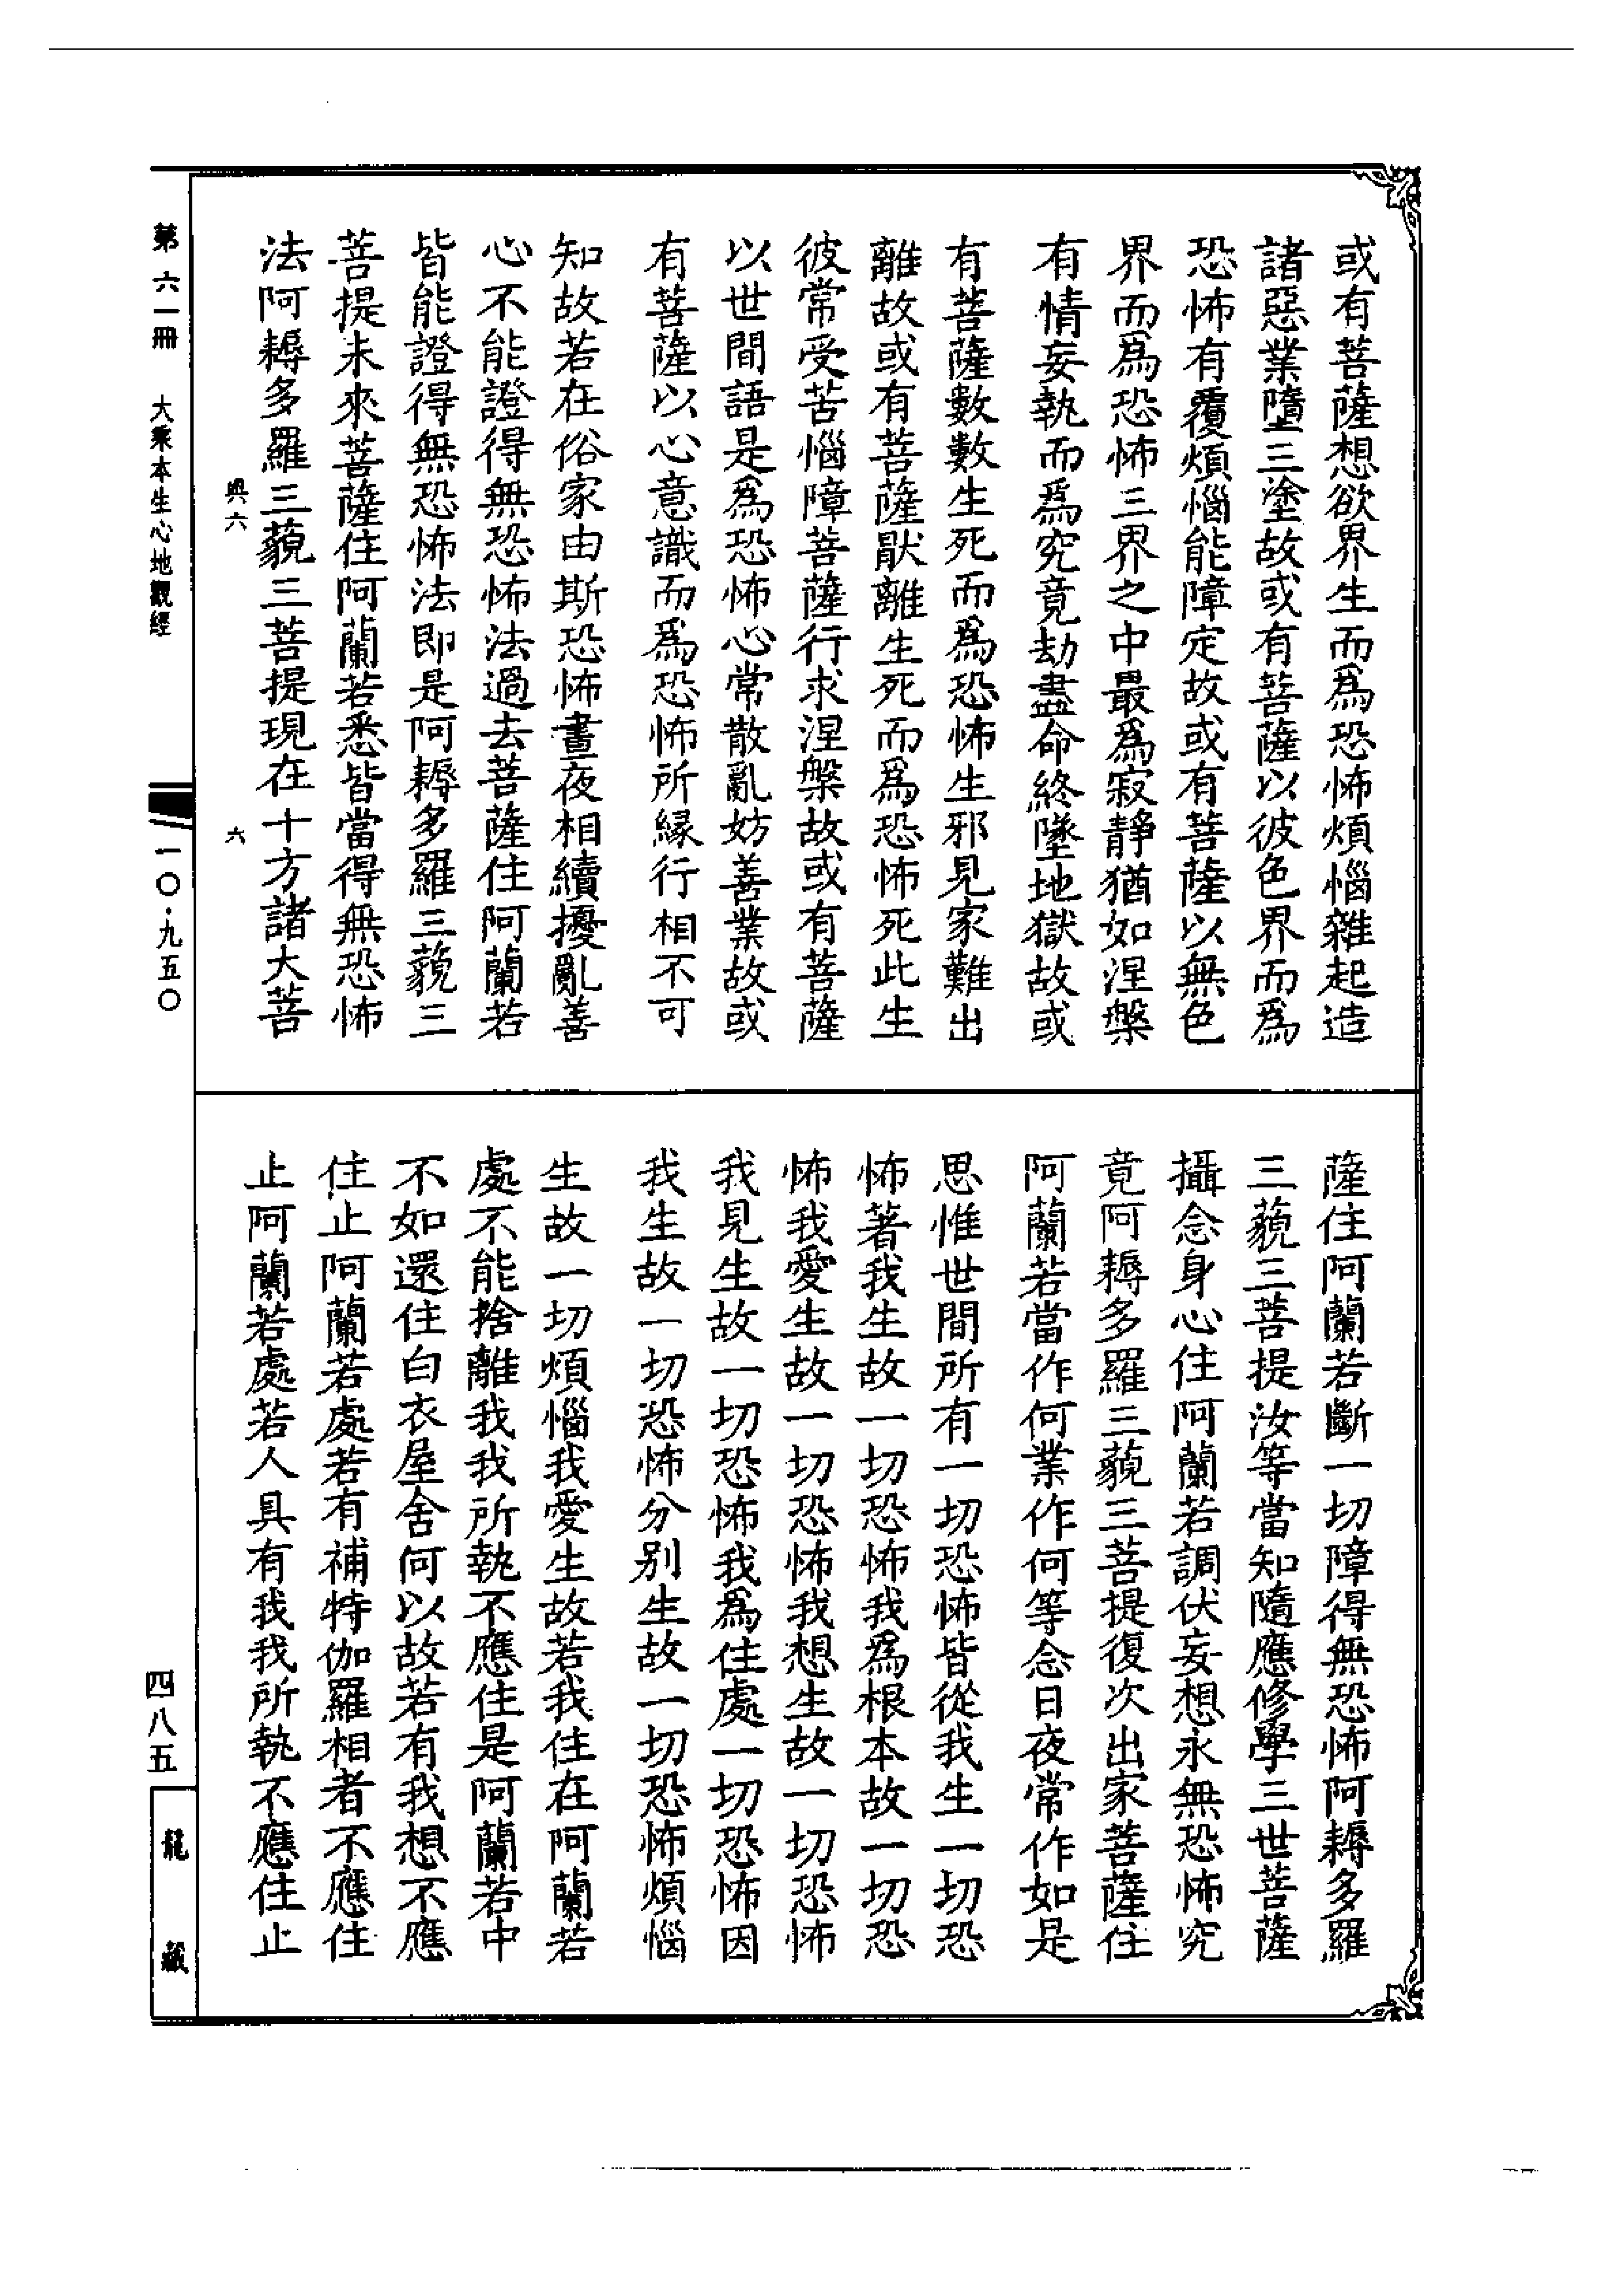 或有菩薩想欲界生而爲恐怖煩惱雜起造
諸惡業墮三塗故或有菩薩以彼色界而爲
恐怖有覆煩惱能障定故或有菩薩以無色
界而爲恐怖三界之中最爲寂靜猶如涅槃
有情妄執而爲究竟劫盡命終墜地獄故或
有菩薩數數生死而爲恐怖生邪見家難出
離故或有菩薩厭離生死而爲恐怖死此生
彼常受苦惱障菩薩行求涅槃故或有菩薩
以世間語是爲恐怖心常散亂妨善業故或
有菩薩以心意識而爲恐怖所緣行相不可
知故若在俗家由斯恐怖晝夜相續擾亂善
心不能證得無恐怖法過去菩薩住阿蘭若
皆能證得無恐怖法即是阿耨多羅三藐三
菩提未來菩薩住阿蘭若悉皆當得無恐怖
法阿耨多羅三藐三菩提現在十方諸大菩
薩住阿蘭若斷一切障得無恐怖阿耨多羅
三藐三菩提汝等當知隨應修學三世菩薩
攝念身心住阿蘭若調伏妄想永無恐怖究
竟阿耨多羅三藐三菩提復次出家菩薩住
阿蘭若當作何業作何等念日夜常作如是
思惟世間所有一切恐怖皆從我生一切恐
怖著我生故一切恐怖我爲根本故一切恐
怖我愛生故一切恐怖我想生故一切恐怖
我見生故一切恐怖我爲住處一切恐怖因
我生故一切恐怖分別生故一切恐怖煩惱
生故一切煩惱我愛生故若我住在阿蘭若
處不能捨離我我所執不應住是阿蘭若中
不如還住白衣屋舍何以故若有我想不應
住止阿蘭若處若有補特伽羅相者不應住
止阿蘭若處若人具有我我所執不應住止
興六 六
第六一冊 大乘本生心地觀經 一〇·九五〇 四八五 龍藏